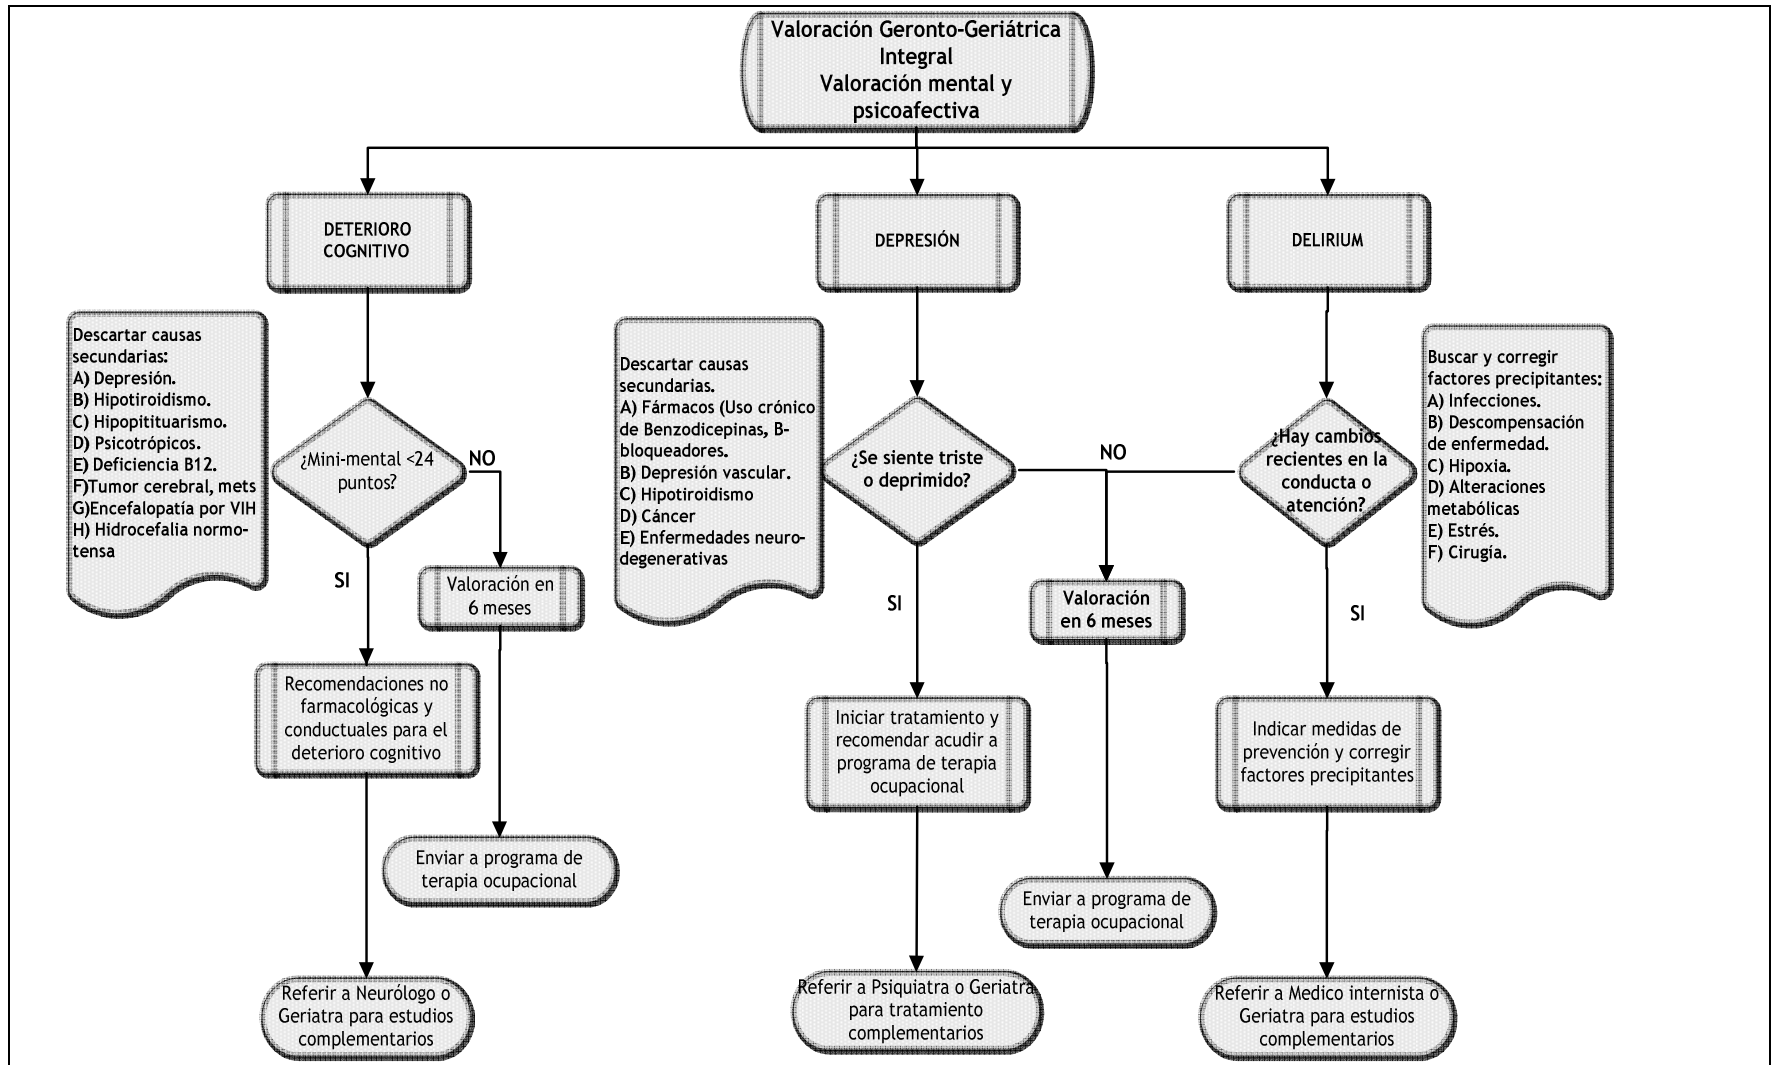 Valoración Geronto-Geriátrica
Integral
Valoración mental y
psicoafectiva
DETERIORO
COGNITIVO
DEPRESIÓN
DELIRIUM
Descartar causas
secundarias:
A) Depresión.
B) Hipotiroidismo.
C) Hipopitituarismo.
D) Psicotrópicos.
E) Deficiencia B12.
F)Tumor cerebral, mets
G)Encefalopatía por VIH
H) Hidrocefalia normo-
tensa
¿Mini-mental <24
puntos?
NO
SI
Valoración en
6 meses
Recomendaciones no
farmacológicas y
conductuales para el
deterioro cognitivo
Enviar a programa de
terapia ocupacional
Referir a Neurólogo o
Geriatra para estudios
complementarios
Descartar causas
secundarias.
A) Fármacos (Uso crónico
de Benzodicepinas, B-
bloqueadores.
B) Depresión vascular.
C) Hipotiroidismo
D) Cáncer
E) Enfermedades neuro-
degenerativas
¿Se siente triste
o deprimido?
NO
SI
Valoración
en 6 meses
Iniciar tratamiento y
recomendar acudir a
programa de terapia
ocupacional
Enviar a programa de
terapia ocupacional
Referir a Psiquiatra o Geriatra
para tratamiento
complementarios
¿Hay cambios
recientes en la
conducta o
atención?
SI
Buscar y corregir
factores precipitantes:
A) Infecciones.
B) Descompensación
de enfermedad.
C) Hipoxia.
D) Alteraciones
metabólicas
E) Estrés.
F) Cirugía.
Indicar medidas de
prevención y corregir
factores precipitantes
Referir a Medico internista o
Geriatra para estudios
complementarios